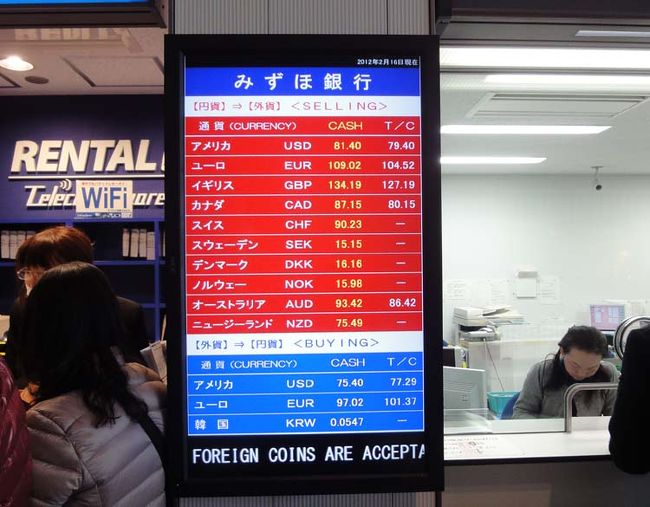 2012年2月16日現在
みずほ銀行
【円貨】⇒【外貨】＜SELLING＞
通貨（CURRENCY） CASH T／C
アメリカ USD 81.40 79.40
ユーロ EUR 109.02 104.52
イギリス GBP 134.19 127.19
カナダ CAD 87.15 80.15
スイス CHF 90.23 －
スウェーデン SEK 15.15 －
デンマーク DKK 16.16 －
ノルウェー NOK 15.98 －
オーストラリア AUD 93.42 86.42
ニュージーランド NZD 75.49 －
【外貨】⇒【円貨】＜BUYING＞
通貨（CURRENCY） CASH T／C
アメリカ USD 75.40 77.29
ユーロ EUR 97.02 101.37
韓国 KRW 0.0547 －
FOREIGN COINS ARE ACCEPTA
RENTAL
Telec
WiFi